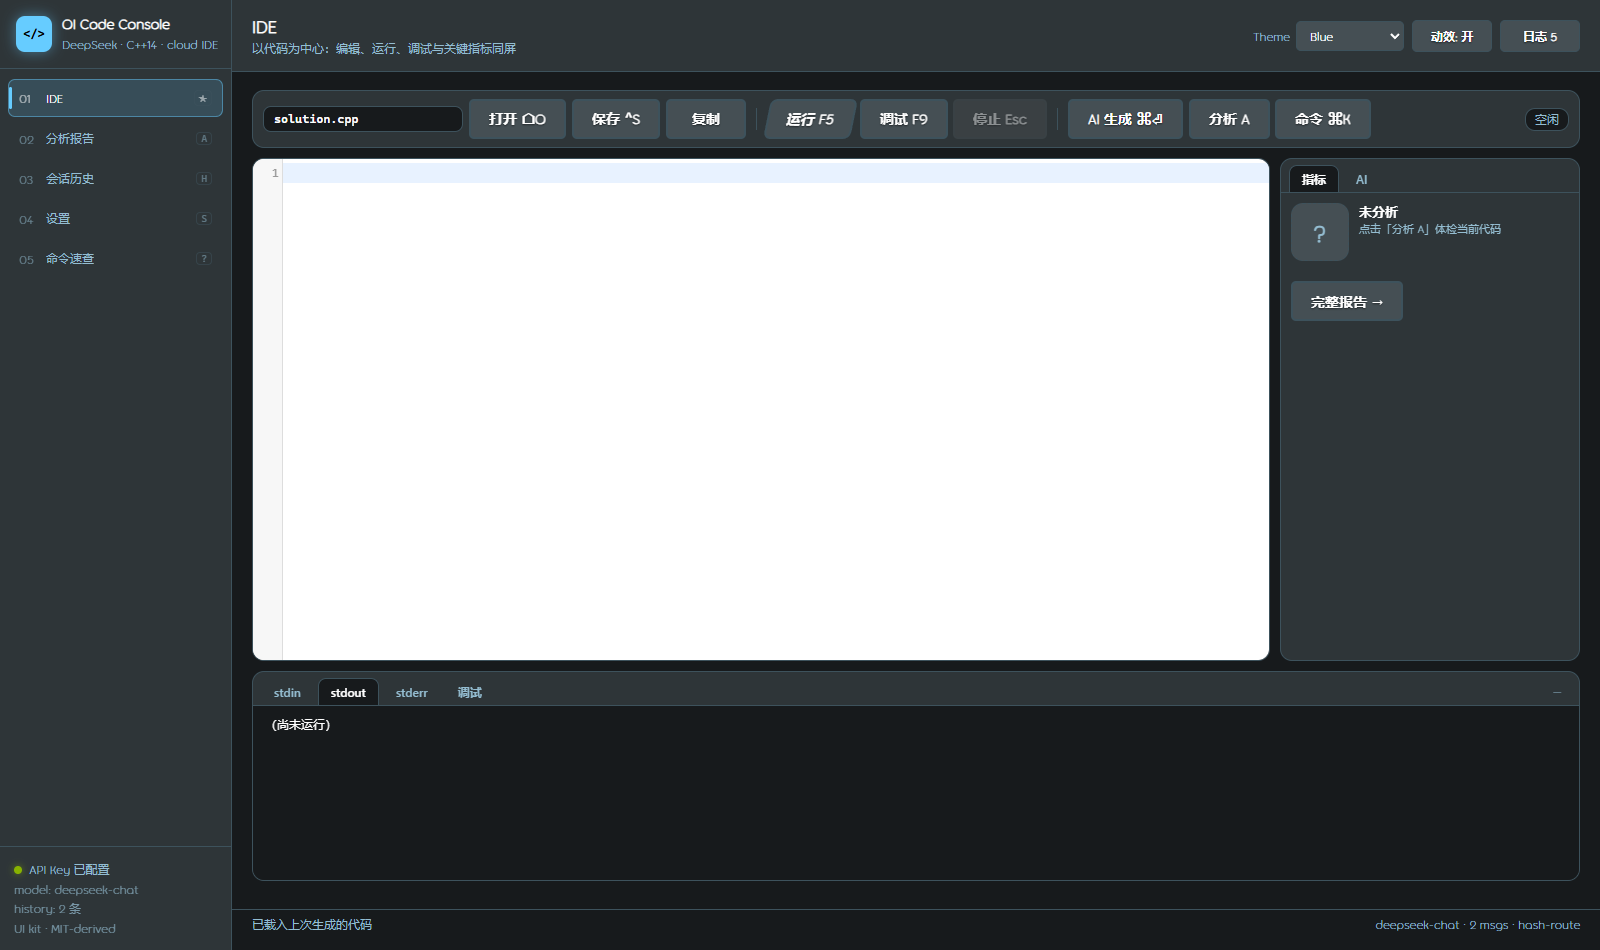 </>
OI Code Console
DeepSeek · C++14 · cloud IDE
01 IDE ★
02 分析报告 A
03 会话历史 H
04 设置 S
05 命令速查 ?
API Key 已配置
model: deepseek-chat
history: 2 条
UI kit · MIT-derived
IDE
以代码为中心：编辑、运行、调试与关键指标同屏
Theme Blue 动效: 开 日志 5
solution.cpp 打开 ⌂O 保存 ^S 复制 运行 F5 调试 F9 停止 Esc AI 生成 ⌘⏎ 分析 A 命令 ⌘K 空闲
1
指标 AI
?
未分析
点击「分析 A」体检当前代码
完整报告 →
stdin stdout stderr 调试 —
(尚未运行)
已载入上次生成的代码
deepseek-chat · 2 msgs · hash-route